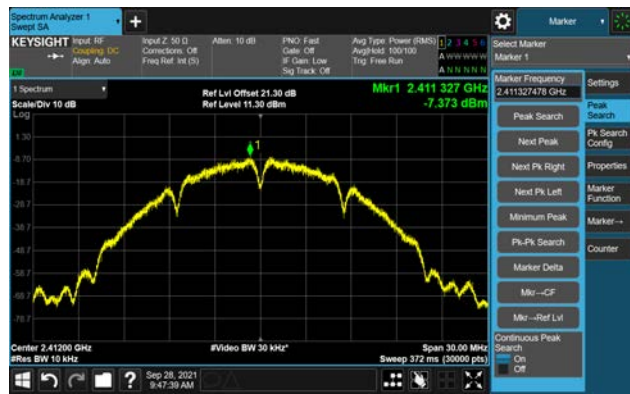 Spectrum Analyzer 1
Swept SA
Marker
KEYSIGHT
Input: RF
Coupling: DC
Align: Auto
Input Z: 50 Ω
Corrections: Off
Freq Ref: Int (S)
Atten: 10 dB
PNO: Fast
Gate: Off
IF Gain: Low
Sig Track: Off
Avg Type: Power (RMS)
Avg|Hold: 100/100
Trig: Free Run
1 2 3 4 5 6
A W W W W W
A N N N N N
Select Marker
Marker 1
1 Spectrum
Scale/Div 10 dB
Log
Ref Lvl Offset 21.30 dB
Ref Level 11.30 dBm
Mkr1 2.411 327 GHz
-7.373 dBm
1.30
-8.70
-18.7
-28.7
-38.7
-48.7
-58.7
-68.7
-78.7
1
Center 2.41200 GHz
#Res BW 10 kHz
#Video BW 30 kHz*
Span 30.00 MHz
Sweep 372 ms (30000 pts)
Marker Frequency
2.411327478 GHz
Peak Search
Next Peak
Next Pk Right
Next Pk Left
Minimum Peak
Pk-Pk Search
Marker Delta
Mkr→CF
Mkr→Ref Lvl
Continuous Peak
Search
On
Off
Settings
Peak
Search
Pk Search
Config
Properties
Marker
Function
Marker→
Counter
Sep 28, 2021
9:47:39 AM